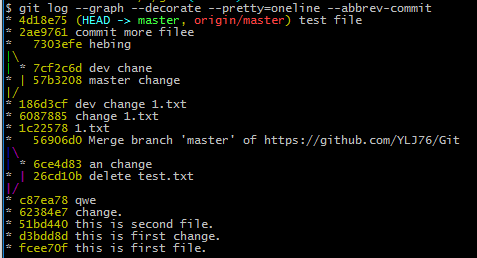 $ git log --graph --decorate --pretty=oneline --abbrev-commit
* 4d18e75 (HEAD -> master, origin/master) test file
* 2ae9761 commit more filee
*   7303efe hebing
|\
| * 7cf2c6d dev chane
* | 57b3208 master change
|/
* 186d3cf dev change 1.txt
* 6087885 change 1.txt
* 1c22578 1.txt
*   56906d0 Merge branch 'master' of https://github.com/YLJ76/Git
|\
| * 6ce4d83 an change
* | 26cd10b delete test.txt
|/
* c87ea78 qwe
* 62384e7 change.
* 51bd440 this is second file.
* d3bdd8d this is first change.
* fcee70f this is first file.